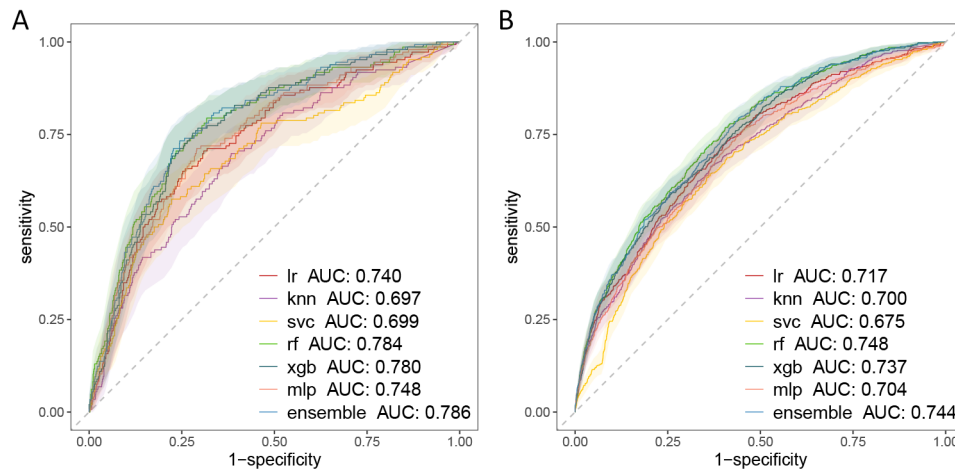 A
1.00
0.75
0.50
0.25
0.00
sensitivity
lr AUC: 0.740
knn AUC: 0.697
svc AUC: 0.699
rf AUC: 0.784
xgb AUC: 0.780
mlp AUC: 0.748
ensemble AUC: 0.786
0.00 0.25 0.50 0.75 1.00
1−specificity
B
1.00
0.75
0.50
0.25
0.00
sensitivity
lr AUC: 0.717
knn AUC: 0.700
svc AUC: 0.675
rf AUC: 0.748
xgb AUC: 0.737
mlp AUC: 0.704
ensemble AUC: 0.744
0.00 0.25 0.50 0.75 1.00
1−specificity